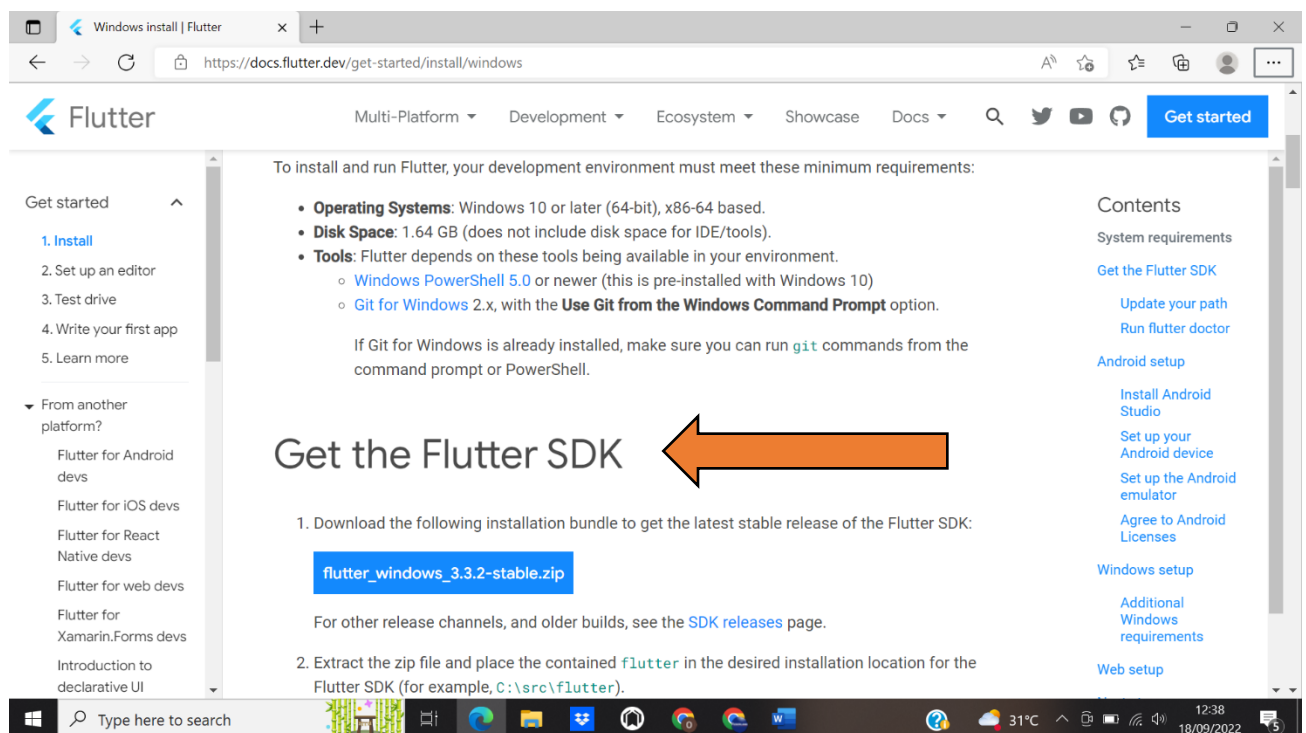 Windows install | Flutter
https://docs.flutter.dev/get-started/install/windows
Flutter
Multi-Platform
Development
Ecosystem
Showcase
Docs
Get started
Get started
1. Install
2. Set up an editor
3. Test drive
4. Write your first app
5. Learn more
From another
platform?
Flutter for Android
devs
Flutter for iOS devs
Flutter for React
Native devs
Flutter for web devs
Flutter for
Xamarin.Forms devs
Introduction to
declarative UI
To install and run Flutter, your development environment must meet these minimum requirements:
• Operating Systems: Windows 10 or later (64-bit), x86-64 based.
• Disk Space: 1.64 GB (does not include disk space for IDE/tools).
• Tools: Flutter depends on these tools being available in your environment.
◦ Windows PowerShell 5.0 or newer (this is pre-installed with Windows 10)
◦ Git for Windows 2.x, with the Use Git from the Windows Command Prompt option.
If Git for Windows is already installed, make sure you can run git commands from the
command prompt or PowerShell.
Get the Flutter SDK
1. Download the following installation bundle to get the latest stable release of the Flutter SDK:
flutter_windows_3.3.2-stable.zip
For other release channels, and older builds, see the SDK releases page.
2. Extract the zip file and place the contained flutter in the desired installation location for the
Flutter SDK (for example, C:\src\flutter).
Contents
System requirements
Get the Flutter SDK
Update your path
Run flutter doctor
Android setup
Install Android
Studio
Set up your
Android device
Set up the Android
emulator
Agree to Android
Licenses
Windows setup
Additional
Windows
requirements
Web setup
Type here to search
31°C
12:38
18/09/2022
5